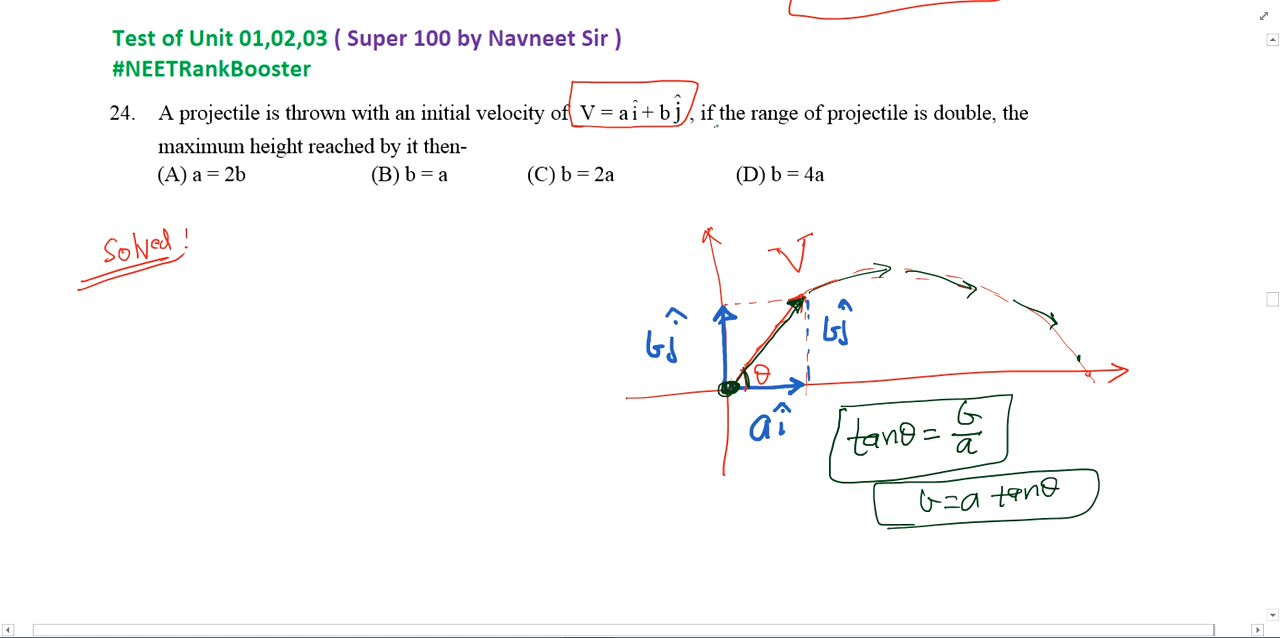 Test of Unit 01,02,03 ( Super 100 by Navneet Sir )
#NEETRankBooster
24. A projectile is thrown with an initial velocity of V = a î + b ĵ , if the range of projectile is double, the
maximum height reached by it then-
(A) a = 2b (B) b = a (C) b = 2a (D) b = 4a
Solved !
V
bĵ
bĵ
θ
aî
tanθ = b/a
b = a tanθ